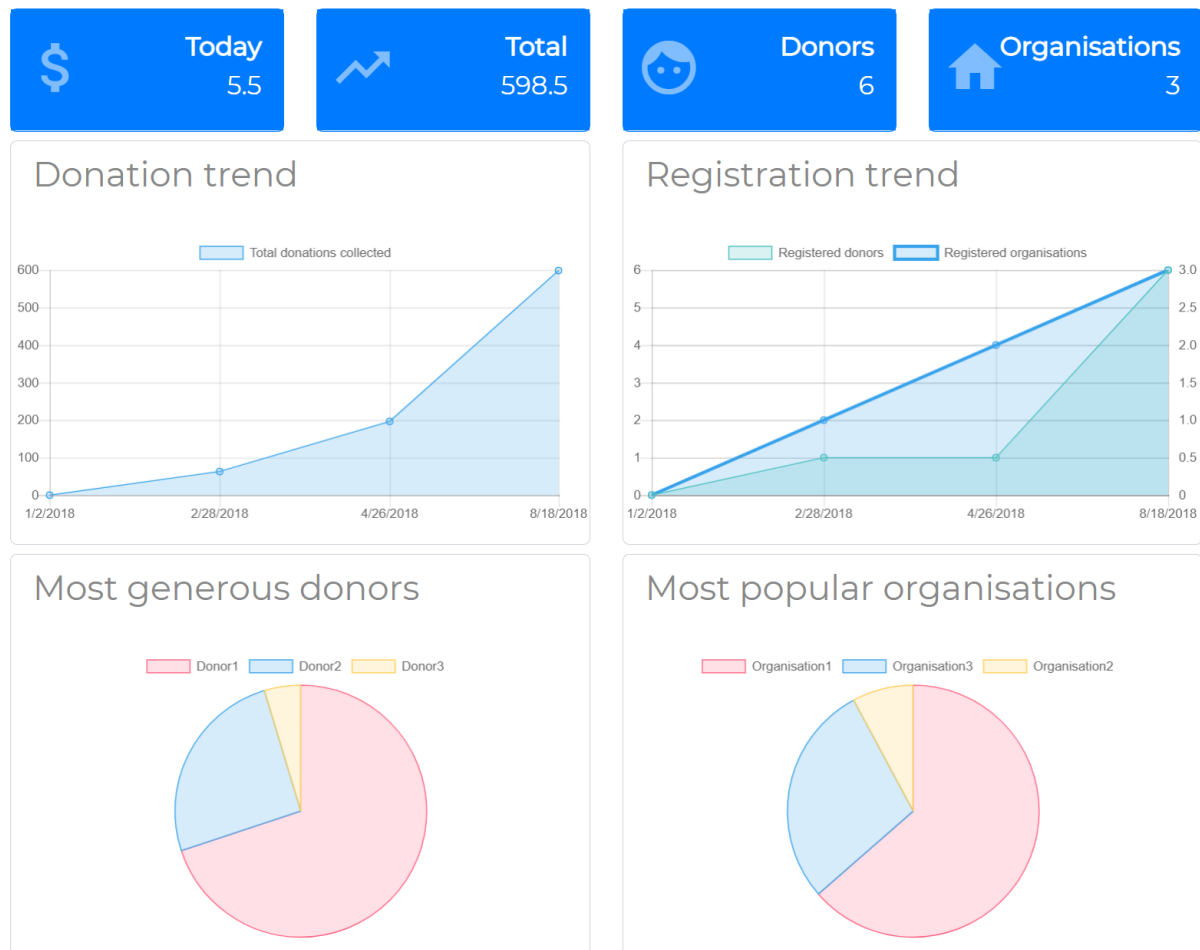 Today
5.5
Total
598.5
Donors
6
Organisations
3
Donation trend
Total donations collected
600
500
400
300
200
100
0
1/2/2018 2/28/2018 4/26/2018 8/18/2018
Registration trend
Registered donors Registered organisations
6 3.0
5 2.5
4 2.0
3 1.5
2 1.0
1 0.5
0 0
1/2/2018 2/28/2018 4/26/2018 8/18/2018
Most generous donors
Donor1 Donor2 Donor3
Most popular organisations
Organisation1 Organisation3 Organisation2